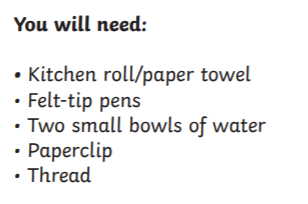 You will need:
• Kitchen roll/paper towel
• Felt-tip pens
• Two small bowls of water
• Paperclip
• Thread